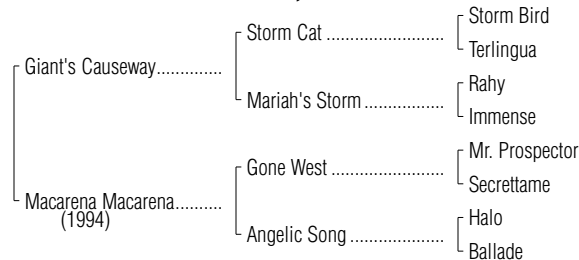 Storm Bird
Storm Cat ........................
Terlingua
Giant's Causeway..............
Rahy
Mariah's Storm ................
Immense
Mr. Prospector
Gone West .......................
Secrettame
Macarena Macarena..........
(1994)
Halo
Angelic Song ...................
Ballade